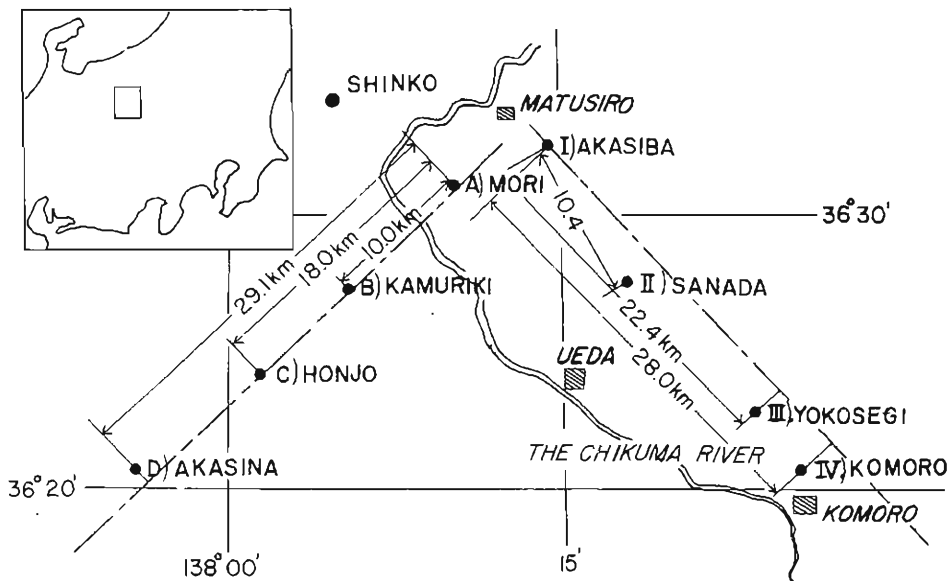 SHINKO
MATUSIRO
I) AKASIBA
A) MORI
36° 30'
10.4
10.0km
18.0km
29.1km
B) KAMURIKI
II) SANADA
22.4km
28.0km
UEDA
C) HONJO
III) YOKOSEGI
THE CHIKUMA RIVER
D) AKASINA
IV) KOMORO
36° 20'
KOMORO
138° 00'
15'